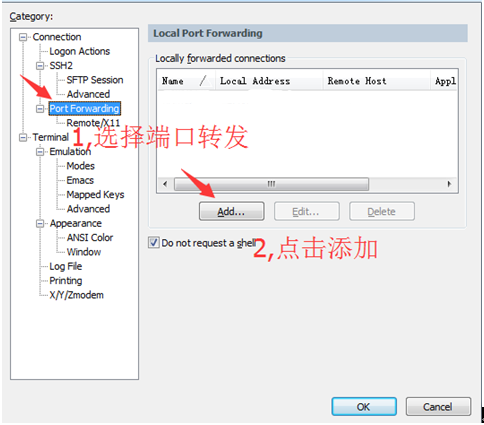 Category:
Connection
Logon Actions
SSH2
SFTP Session
Advanced
Port Forwarding
Remote/X11
Terminal
Emulation
Modes
Emacs
Mapped Keys
Advanced
Appearance
ANSI Color
Window
Log File
Printing
X/Y/Zmodem
1,选择端口转发
Local Port Forwarding
Locally forwarded connections
Name / Local Address Remote Host Appl
Add... Edit... Delete
Do not request a shell
2,点击添加
OK Cancel